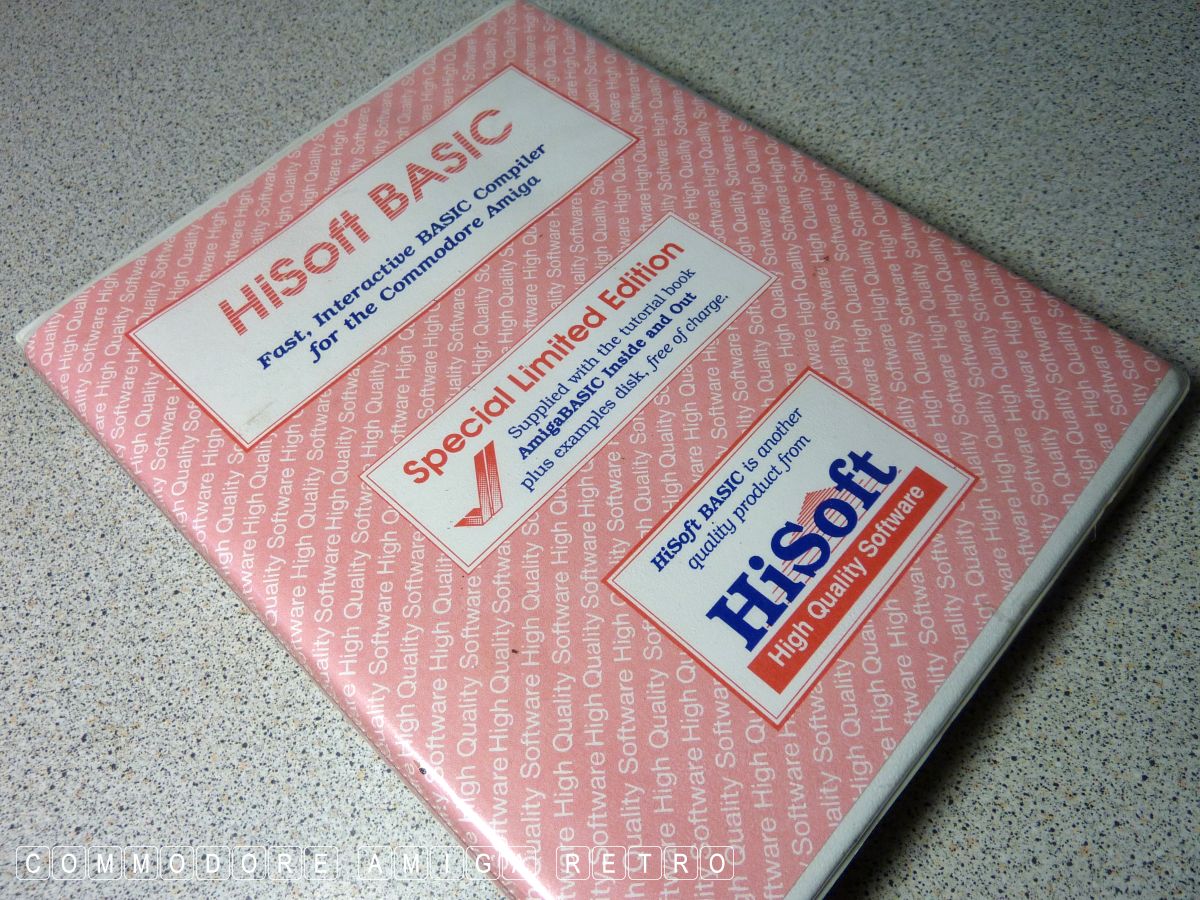 HiSoft BASIC
Fast, Interactive BASIC Compiler
for the Commodore Amiga
Special Limited Edition
Supplied with the tutorial book
AmigaBASIC Inside and Out
plus examples disk, free of charge.
HiSoft BASIC is another
quality product from
HiSoft
High Quality Software
COMMODORE AMIGA RETRO